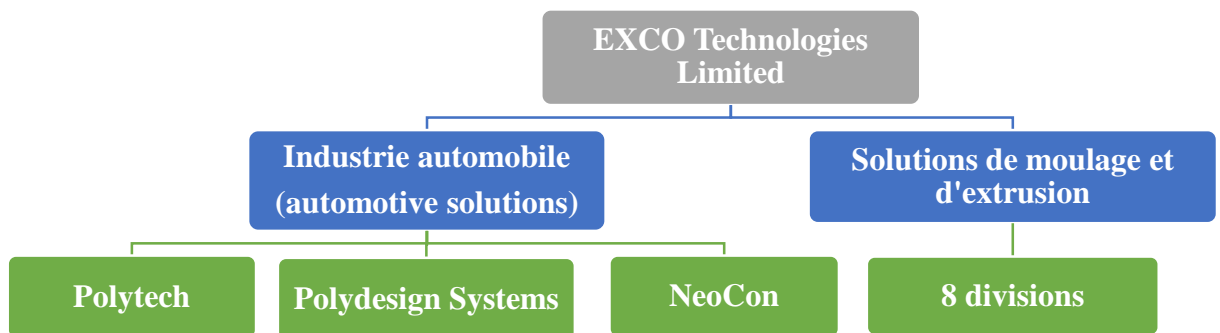 EXCO Technologies
Limited
Industrie automobile
(automotive solutions)
Solutions de moulage et
d'extrusion
Polytech
Polydesign Systems
NeoCon
8 divisions